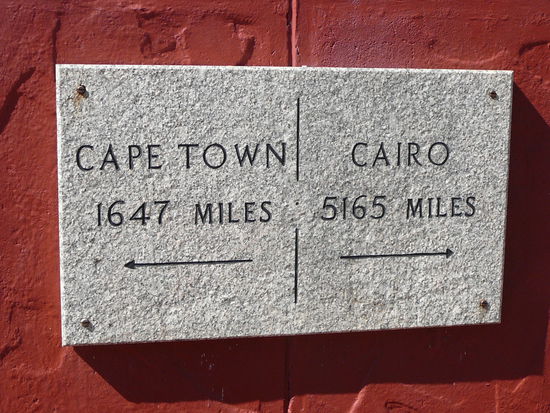 CAPE TOWN
1647 MILES
CAIRO
5165 MILES